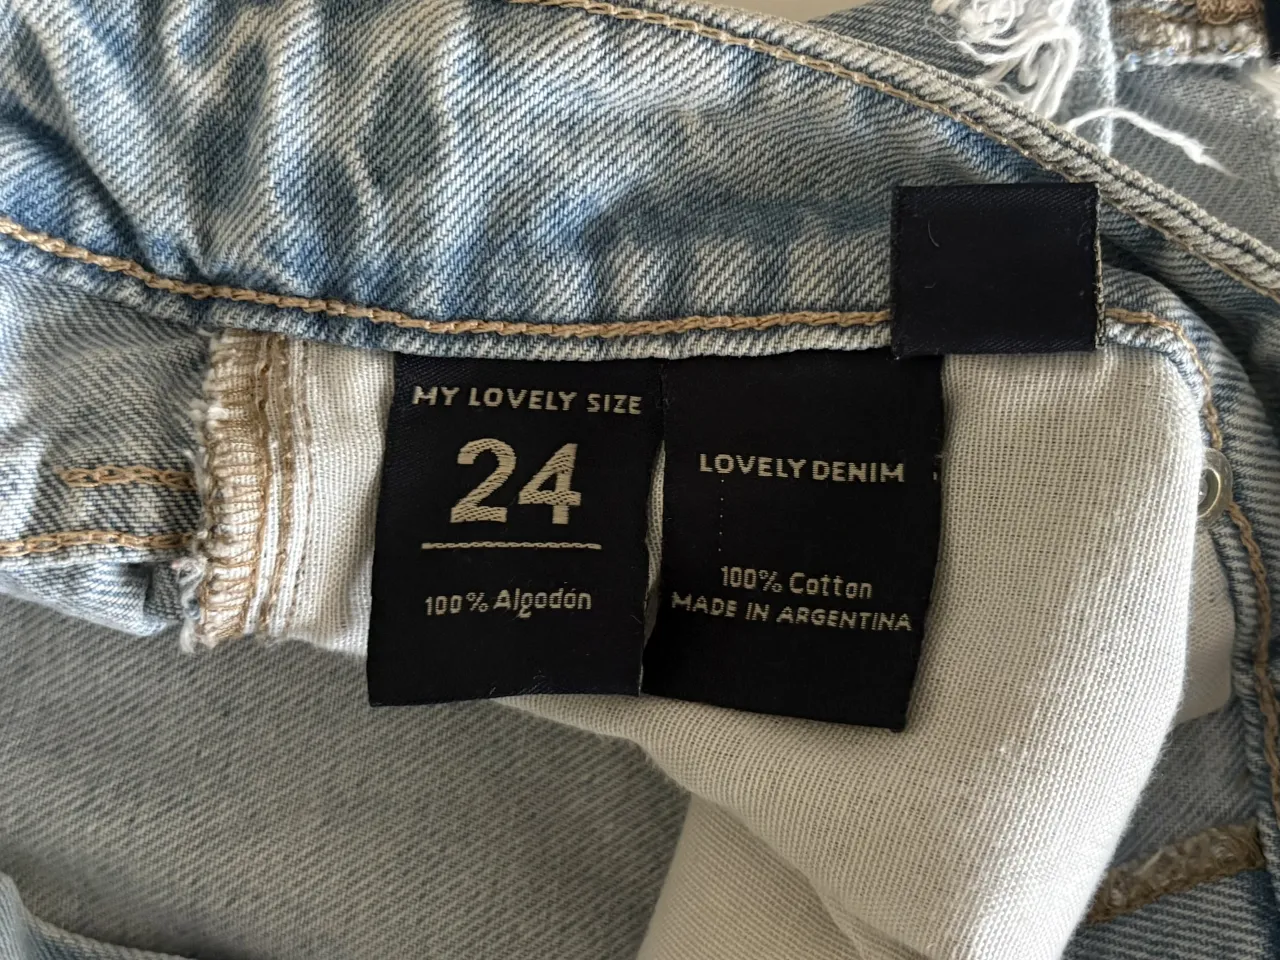 MY LOVELY SIZE
24
100% Algodón
LOVELY DENIM
100% Cotton
MADE IN ARGENTINA